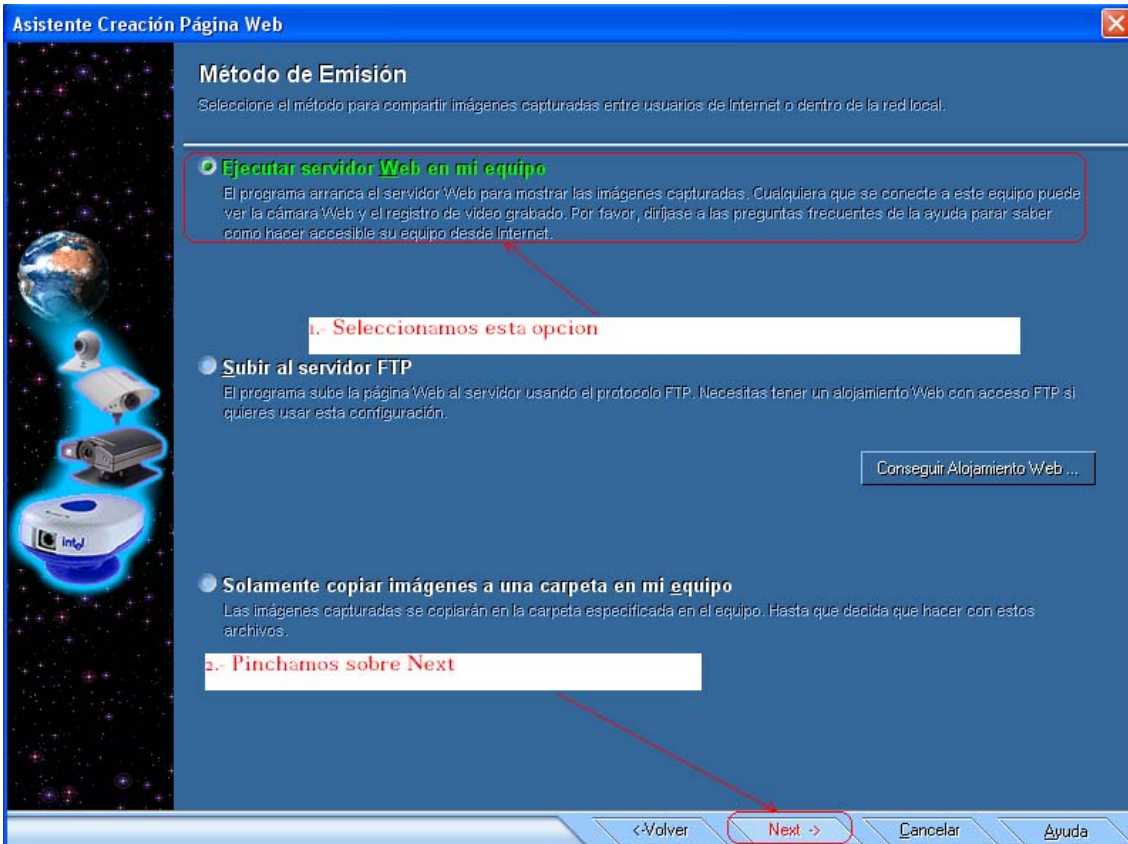 Asistente Creación Página Web
Método de Emisión
Seleccione el método para compartir imágenes capturadas entre usuarios de Internet o dentro de la red local.
Ejecutar servidor Web en mi equipo
El programa arranca el servidor Web para mostrar las imágenes capturadas. Cualquiera que se conecte a este equipo puede
ver la cámara Web y el registro de video grabado. Por favor, diríjase a las preguntas frecuentes de la ayuda parar saber
como hacer accesible su equipo desde Internet.
1.- Seleccionamos esta opcion
Subir al servidor FTP
El programa sube la página Web al servidor usando el protocolo FTP. Necesitas tener un alojamiento Web con acceso FTP si
quieres usar esta configuración.
Conseguir Alojamiento Web ...
intel
Solamente copiar imágenes a una carpeta en mi equipo
Las imágenes capturadas se copiarán en la carpeta especificada en el equipo. Hasta que decida que hacer con estos
archivos.
2.- Pinchamos sobre Next
<-Volver
Next ->
Cancelar
Ayuda